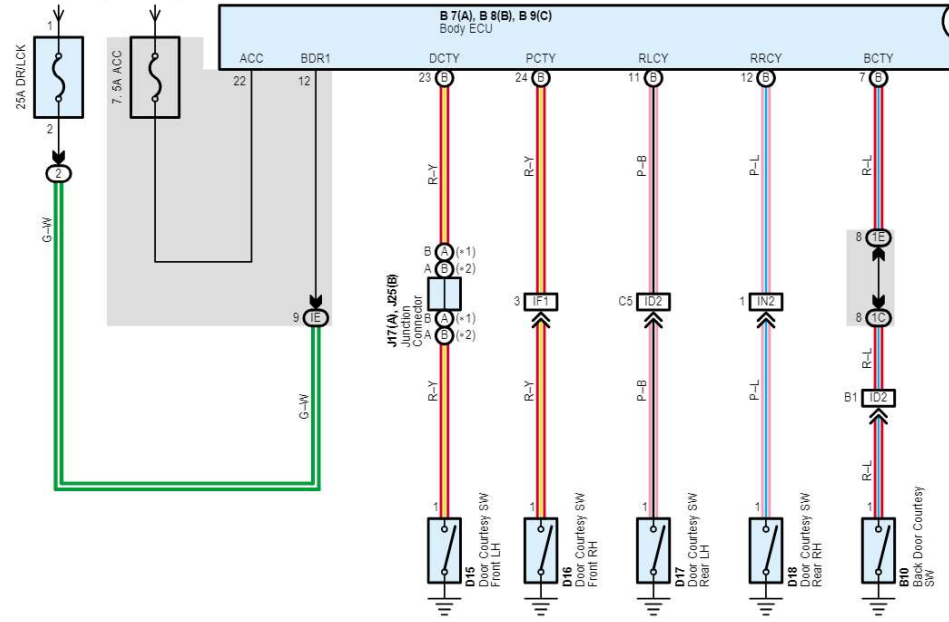 B 7(A), B 8(B), B 9(C)
Body ECU
ACC
BDR1
DCTY
PCTY
RLCY
RRCY
BCTY
22
12
23 B
24 B
11 B
12 B
7 B
1
25A DR/LCK
2
2
7. 5A ACC
G–W
9 IE
G–W
R–Y
R–Y
P–B
P–L
R–L
B A (*1)
A B (*2)
J17(A), J25(B)
Junction
Connector
B A (*1)
A B (*2)
3 IF1
C5 ID2
1 IN2
8 1E
8 1C
R–L
B1 ID2
R–Y
R–Y
P–B
P–L
R–L
1
1
1
1
1
D15
Door Courtesy SW
Front LH
D16
Door Courtesy SW
Front RH
D17
Door Courtesy SW
Rear LH
D18
Door Courtesy SW
Rear RH
B10
Back Door Courtesy
SW